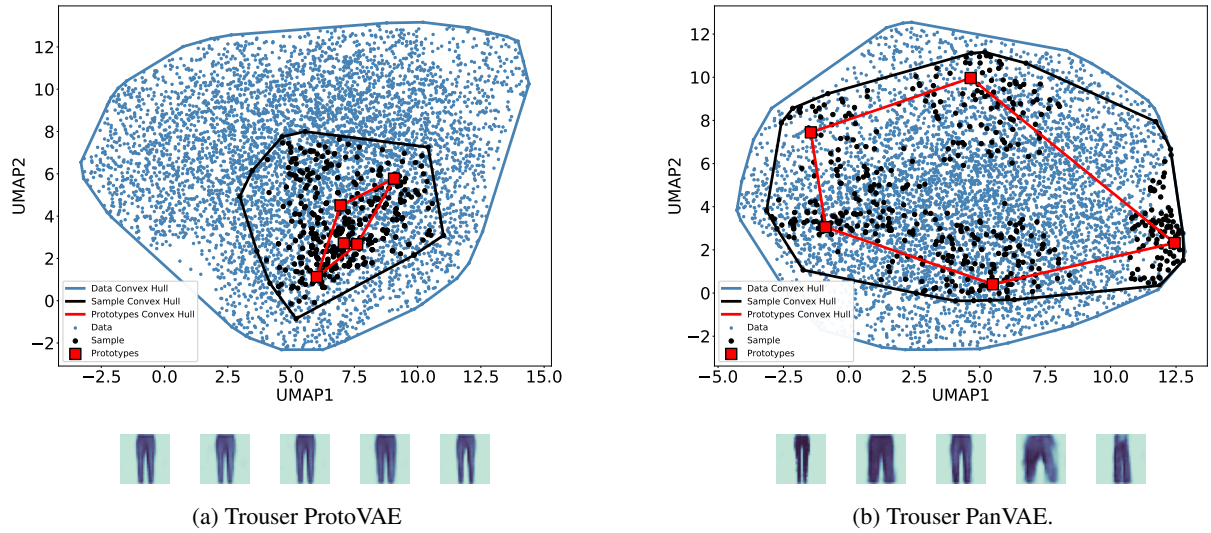 12
10
8
6
4
2
0
−2
UMAP2
Data Convex Hull
Sample Convex Hull
Prototypes Convex Hull
Data
Sample
Prototypes
−2.5 0.0 2.5 5.0 7.5 10.0 12.5 15.0
UMAP1
(a) Trouser ProtoVAE
12
10
8
6
4
2
0
−2
UMAP2
Data Convex Hull
Sample Convex Hull
Prototypes Convex Hull
Data
Sample
Prototypes
−5.0 −2.5 0.0 2.5 5.0 7.5 10.0 12.5
UMAP1
(b) Trouser PanVAE.